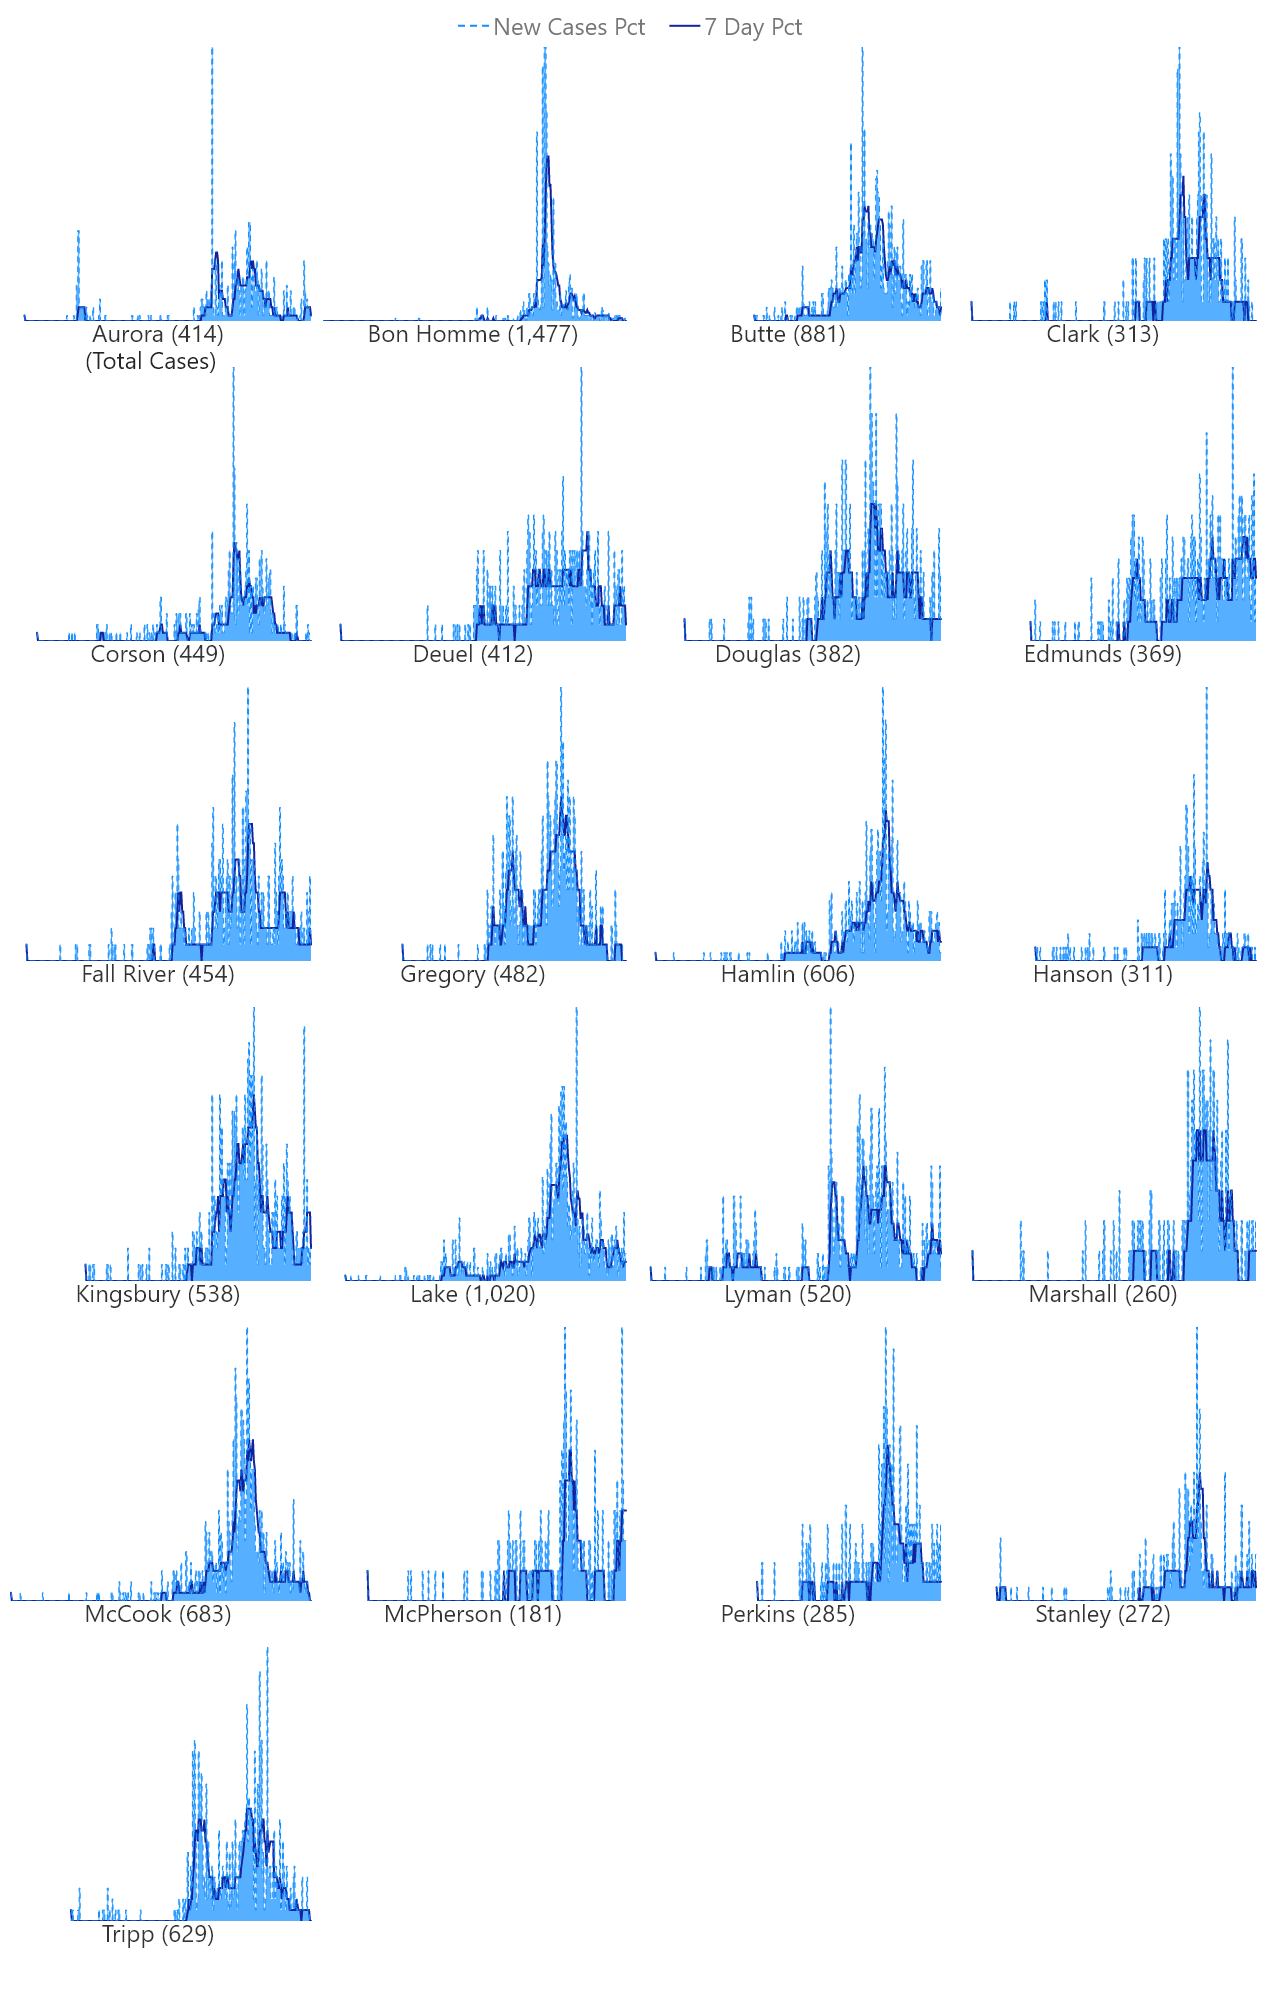 New Cases Pct 7 Day Pct
Aurora (414)
(Total Cases)
Bon Homme (1,477)
Butte (881)
Clark (313)
Corson (449)
Deuel (412)
Douglas (382)
Edmunds (369)
Fall River (454)
Gregory (482)
Hamlin (606)
Hanson (311)
Kingsbury (538)
Lake (1,020)
Lyman (520)
Marshall (260)
McCook (683)
McPherson (181)
Perkins (285)
Stanley (272)
Tripp (629)